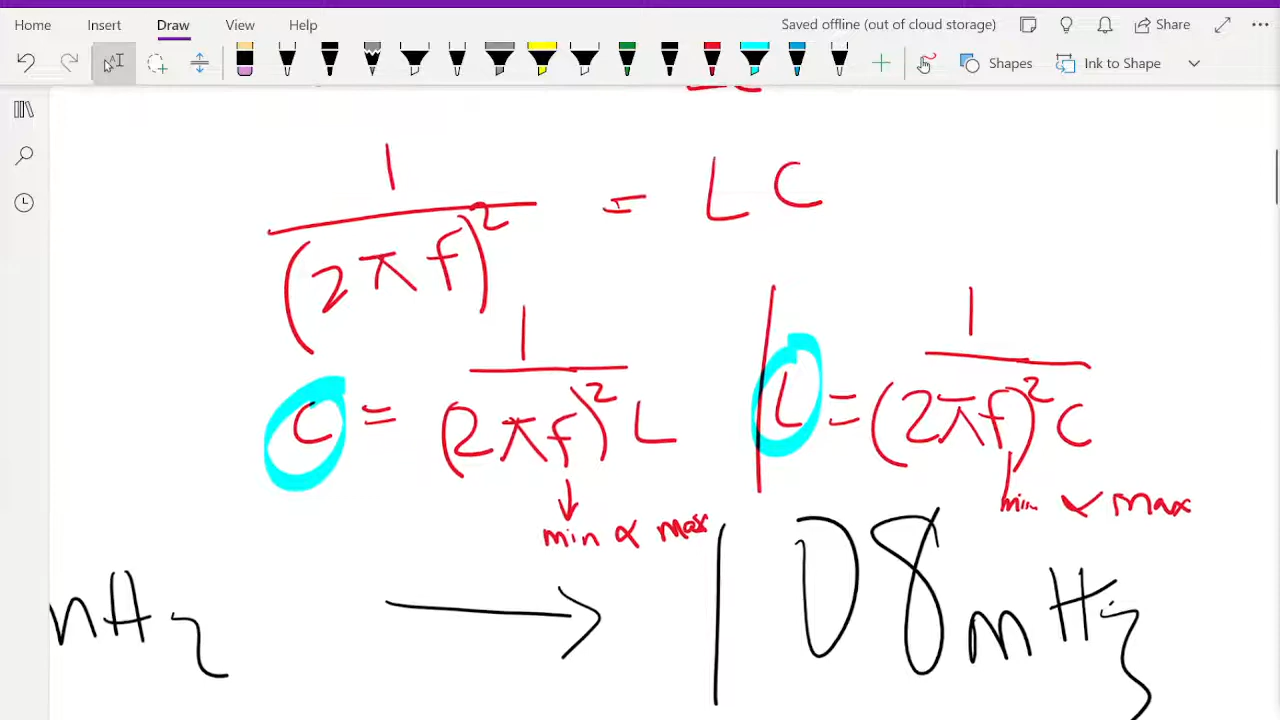 Home Insert Draw View Help Saved offline (out of cloud storage) Share
Shapes Ink to Shape
1
(2πf)² = LC
C = 1 / (2πf)² L
L = 1 / (2πf)² C
min ∝ max
min ∝ max
mHz → 108mHz